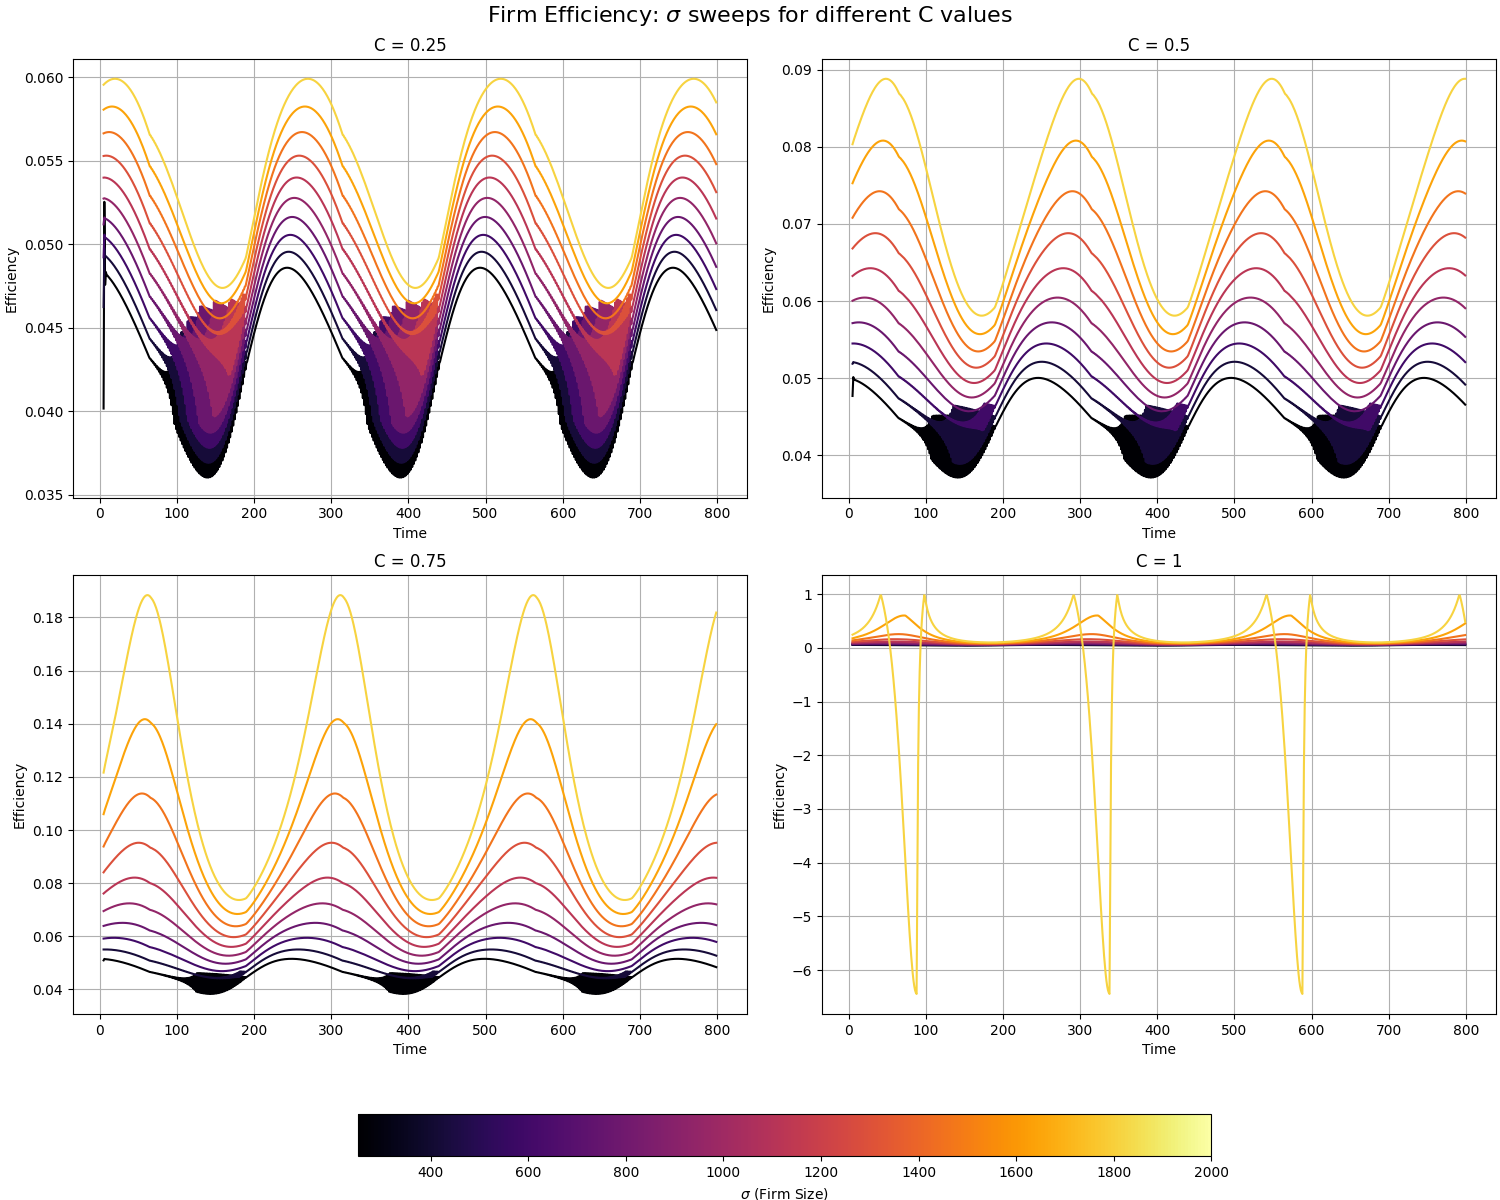 Firm Efficiency: σ sweeps for different C values
C = 0.25
0.060
0.055
0.050
0.045
0.040
0.035
Efficiency
0 100 200 300 400 500 600 700 800
Time
C = 0.5
0.09
0.08
0.07
0.06
0.05
0.04
Efficiency
0 100 200 300 400 500 600 700 800
Time
C = 0.75
0.18
0.16
0.14
0.12
0.10
0.08
0.06
0.04
Efficiency
0 100 200 300 400 500 600 700 800
Time
C = 1
1
0
−1
−2
−3
−4
−5
−6
Efficiency
0 100 200 300 400 500 600 700 800
Time
400 600 800 1000 1200 1400 1600 1800 2000
σ (Firm Size)